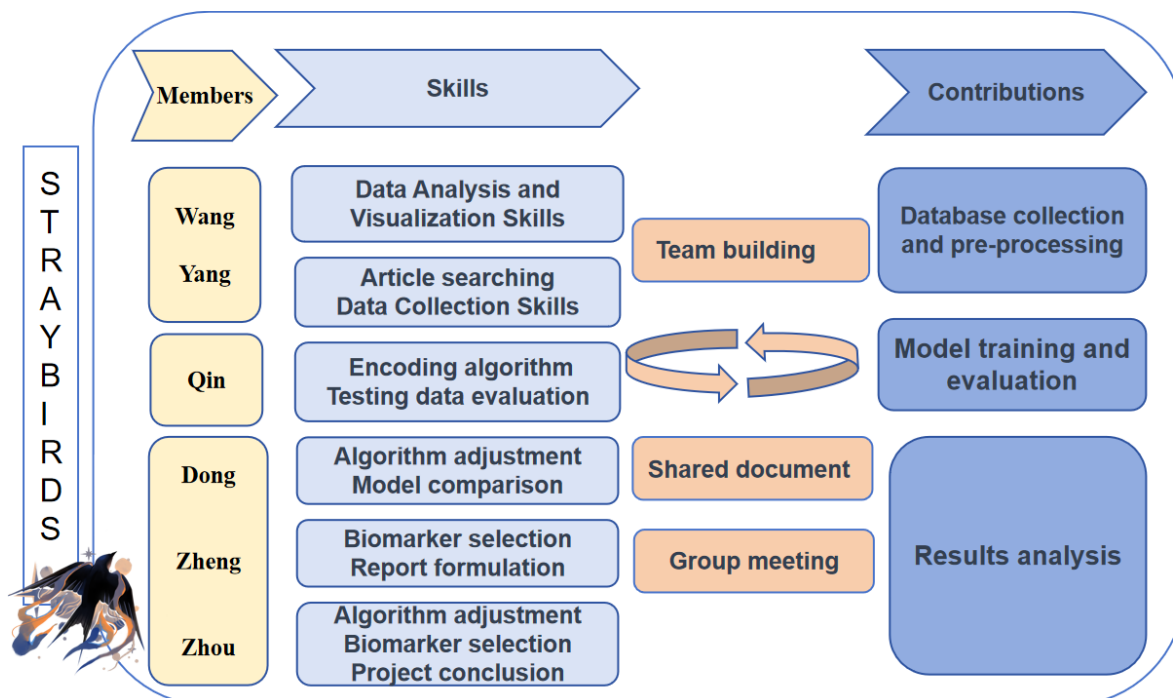 Members
Skills
Contributions
STRAYBIRDS
Wang
Yang
Data Analysis and
Visualization Skills
Article searching
Data Collection Skills
Team building
Database collection
and pre-processing
Qin
Encoding algorithm
Testing data evaluation
Model training and
evaluation
Dong
Algorithm adjustment
Model comparison
Shared document
Zheng
Biomarker selection
Report formulation
Group meeting
Results analysis
Zhou
Algorithm adjustment
Biomarker selection
Project conclusion